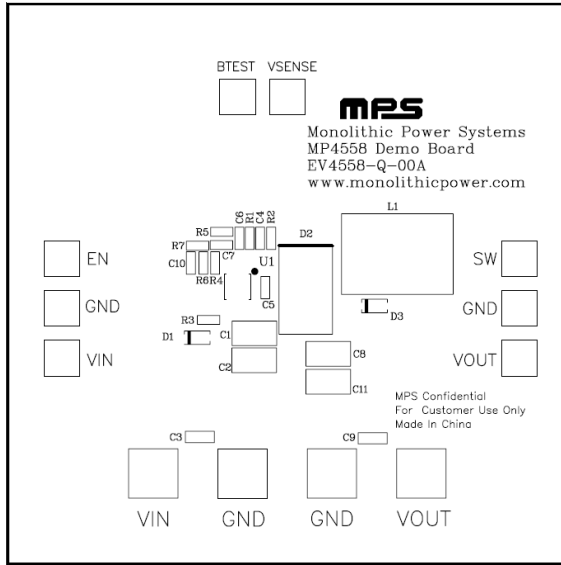 BTEST VSENSE
MPS
Monolithic Power Systems
MP4558 Demo Board
EV4558-Q-00A
www.monolithicpower.com
L1
C6 R1 C4 R2
R5
D2
R7
C7
EN
C10
R6 R4
U1
C5
SW
GND
R3
D3
GND
D1
C1
VIN
C2
C8
VOUT
C11
MPS Confidential
For Customer Use Only
Made In China
C3
C9
VIN GND GND VOUT